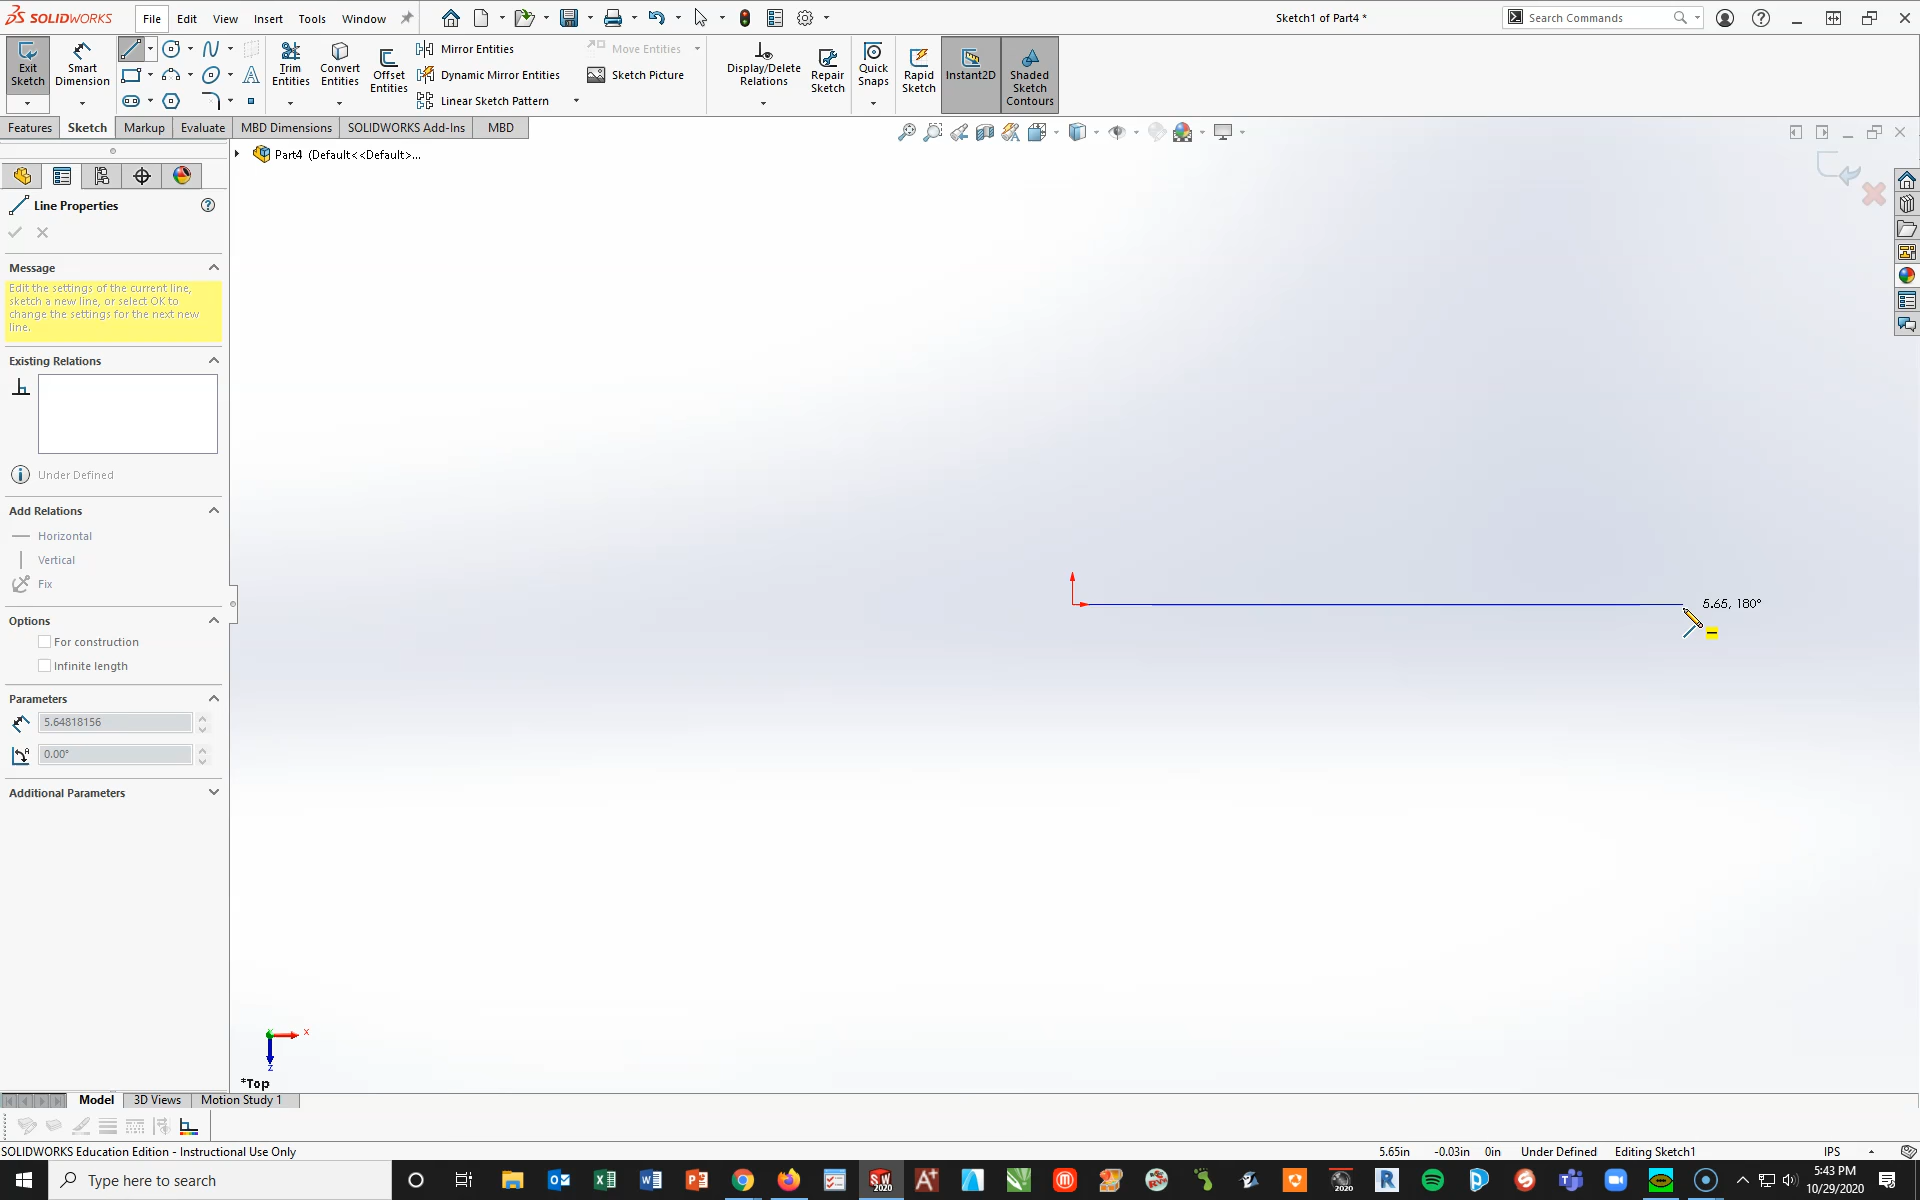 SOLIDWORKS File Edit View Insert Tools Window Sketch1 of Part4 * Search Commands
Exit Sketch
Smart Dimension
Trim Entities
Convert Entities
Offset Entities
Mirror Entities
Dynamic Mirror Entities
Linear Sketch Pattern
Move Entities
Sketch Picture
Display/Delete Relations
Repair Sketch
Quick Snaps
Rapid Sketch
Instant2D
Shaded Sketch Contours
Features Sketch Markup Evaluate MBD Dimensions SOLIDWORKS Add-Ins MBD
Part4 (Default<<Default>...
Line Properties
Message
Edit the settings of the current line,
sketch a new line, or select OK to
change the settings for the next new
line.
Existing Relations
Under Defined
Add Relations
Horizontal
Vertical
Fix
Options
For construction
Infinite length
Parameters
5.64818156
0.00°
Additional Parameters
5.65, 180°
X
Z
*Top
Model 3D Views Motion Study 1
SOLIDWORKS Education Edition - Instructional Use Only 5.65in -0.03in 0in Under Defined Editing Sketch1 IPS
Type here to search
5:43 PM
10/29/2020